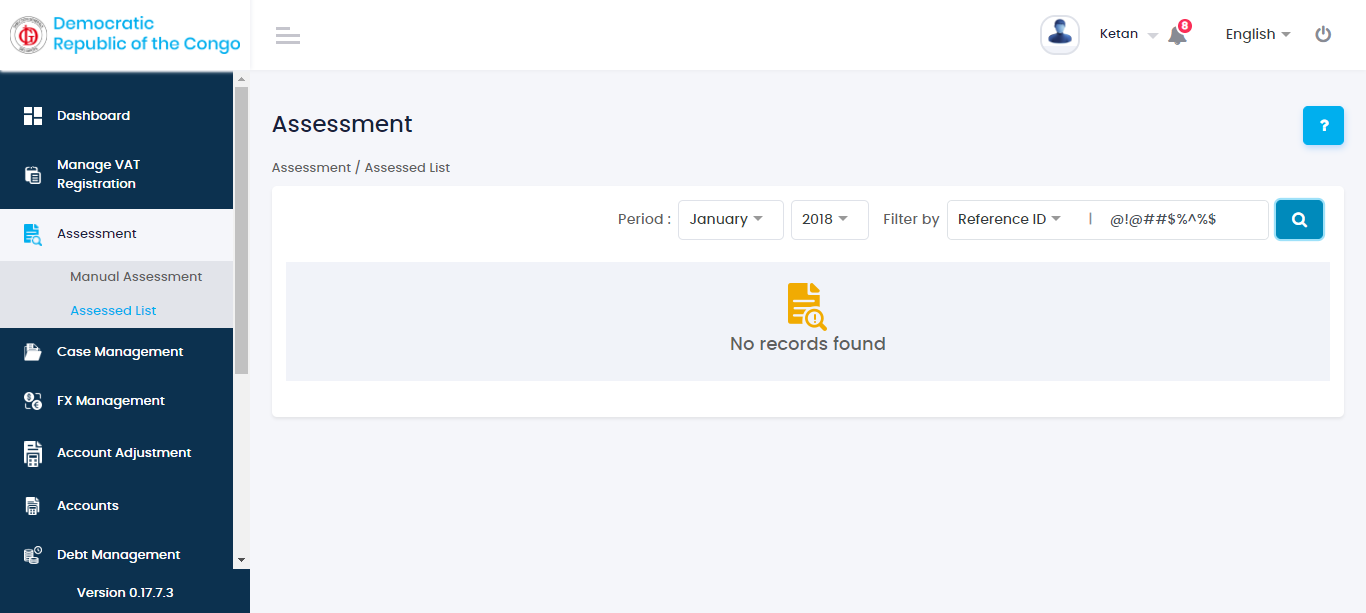 Democratic
Republic of the Congo
Ketan
8
English
Dashboard
Manage VAT
Registration
Assessment
Manual Assessment
Assessed List
Case Management
FX Management
Account Adjustment
Accounts
Debt Management
Version 0.17.7.3
Assessment
?
Assessment / Assessed List
Period : January 2018 Filter by Reference ID | @!@##$%^%$
No records found